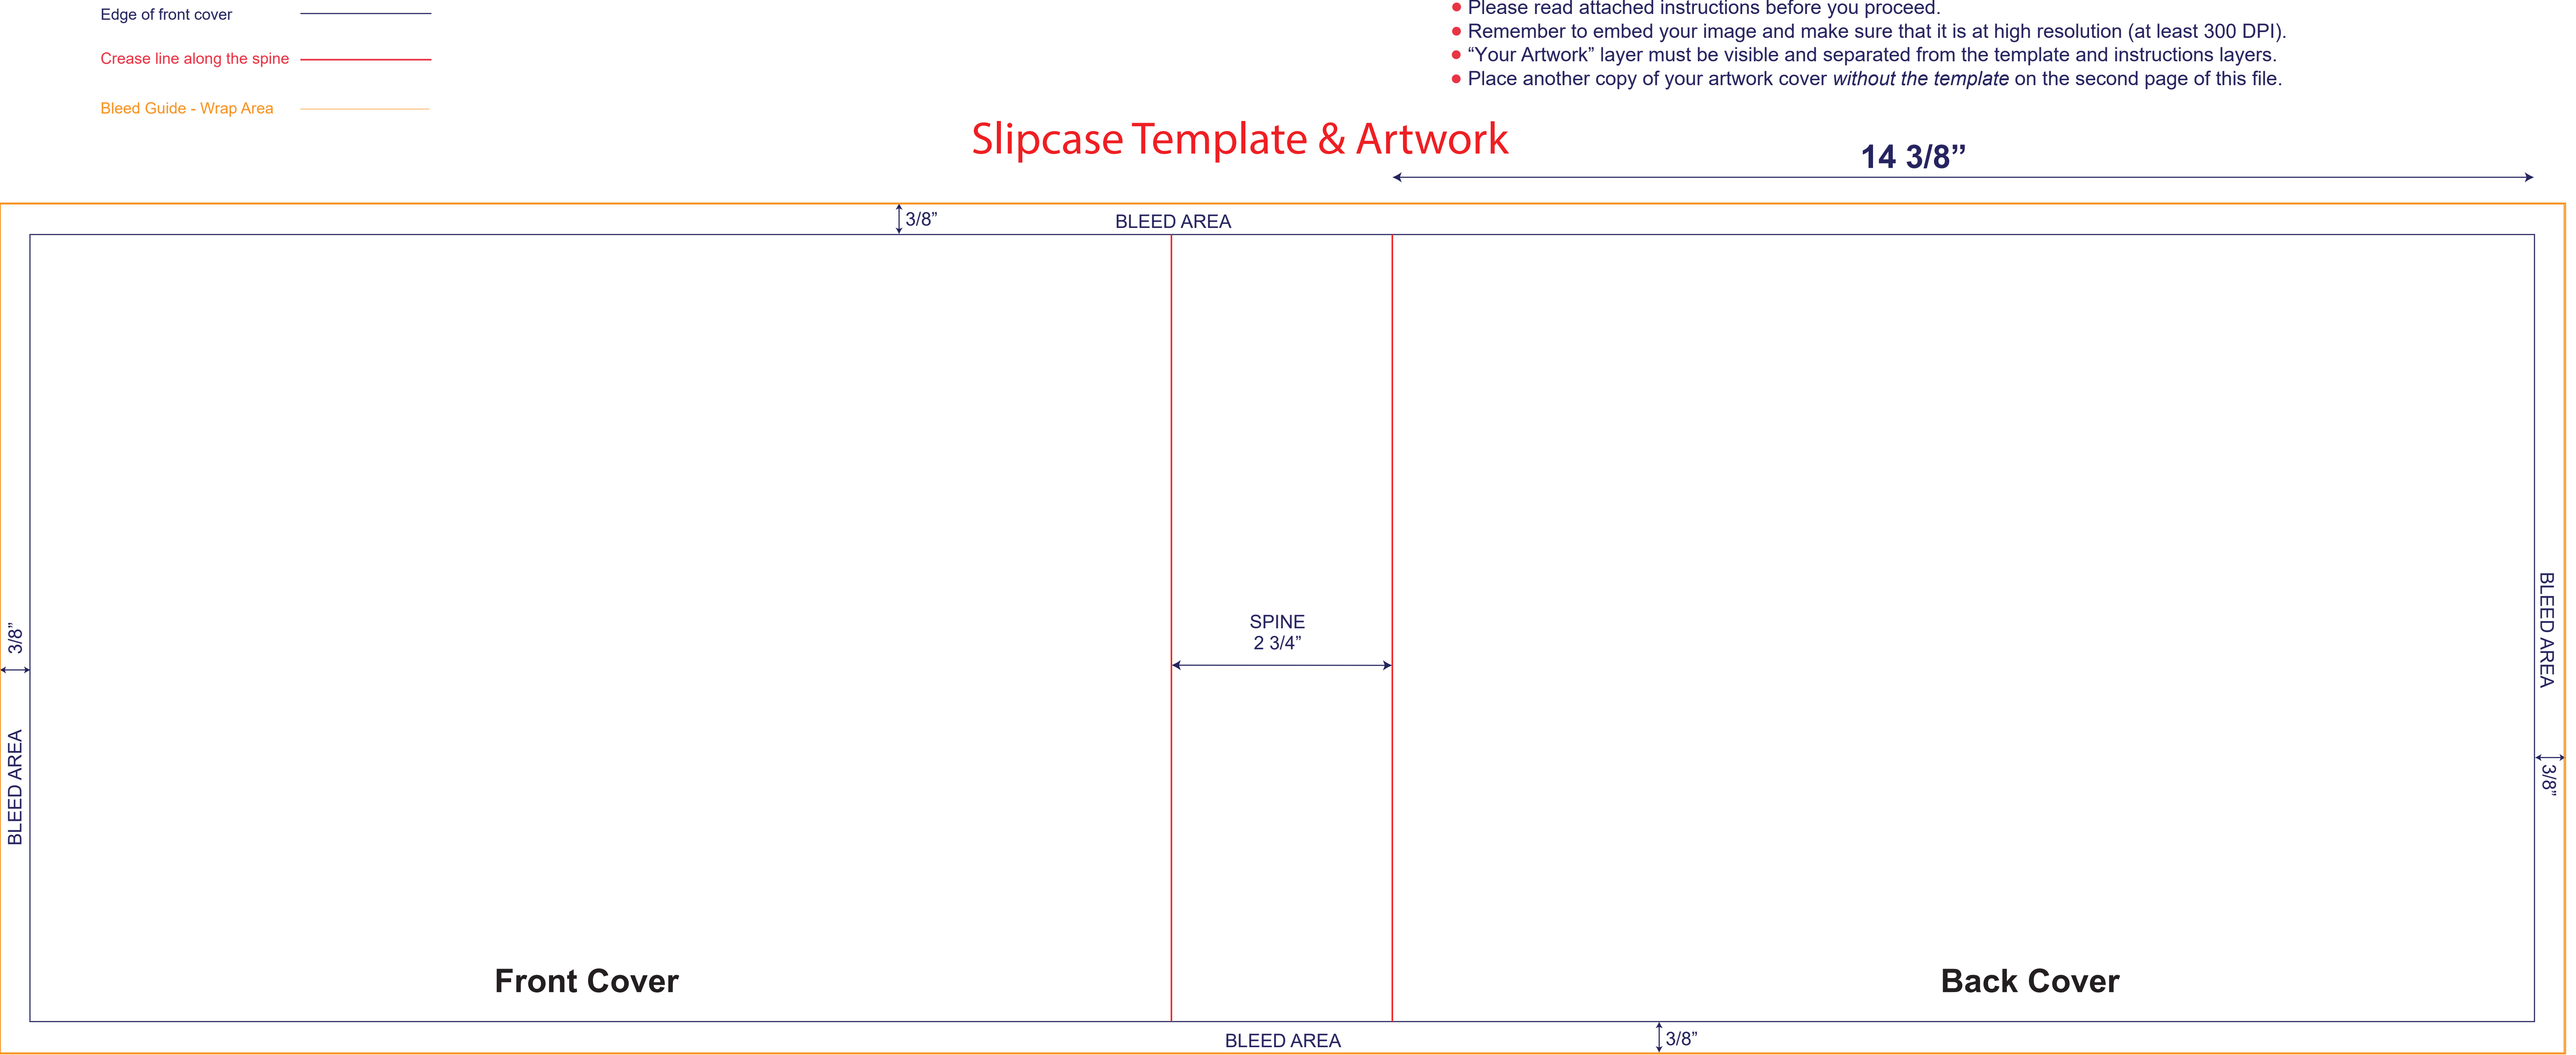 Edge of front cover
Crease line along the spine
Bleed Guide - Wrap Area
● Please read attached instructions before you proceed.
● Remember to embed your image and make sure that it is at high resolution (at least 300 DPI).
● “Your Artwork” layer must be visible and separated from the template and instructions layers.
● Place another copy of your artwork cover without the template on the second page of this file.
Slipcase Template & Artwork
14 3/8”
3/8”
BLEED AREA
SPINE
2 3/4”
3/8”
BLEED AREA
BLEED AREA
3/8”
Front Cover
Back Cover
BLEED AREA
3/8”